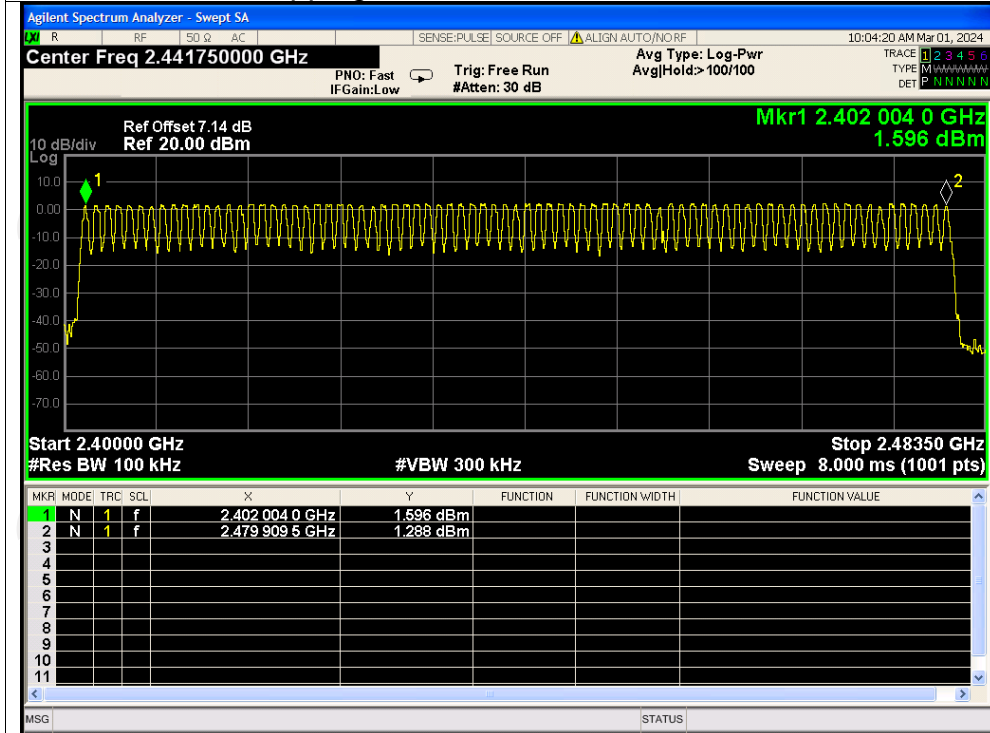 Agilent Spectrum Analyzer - Swept SA
LXI R RF 50 Ω AC SENSE:PULSE SOURCE OFF ALIGN AUTO/NO RF 10:04:20 AM Mar 01, 2024
Center Freq 2.441750000 GHz
PNO: Fast
IFGain:Low
Trig: Free Run
#Atten: 30 dB
Avg Type: Log-Pwr
Avg|Hold:> 100/100
TRACE 1 2 3 4 5 6
TYPE M W W W W W
DET P N N N N N
Mkr1 2.402 004 0 GHz
1.596 dBm
Ref Offset 7.14 dB
10 dB/div Ref 20.00 dBm
Log
10.0
0.00
-10.0
-20.0
-30.0
-40.0
-50.0
-60.0
-70.0
1
2
Start 2.40000 GHz Stop 2.48350 GHz
#Res BW 100 kHz #VBW 300 kHz Sweep 8.000 ms (1001 pts)
MKR MODE TRC SCL X Y FUNCTION FUNCTION WIDTH FUNCTION VALUE
1 N 1 f 2.402 004 0 GHz 1.596 dBm
2 N 1 f 2.479 909 5 GHz 1.288 dBm
3
4
5
6
7
8
9
10
11
MSG STATUS